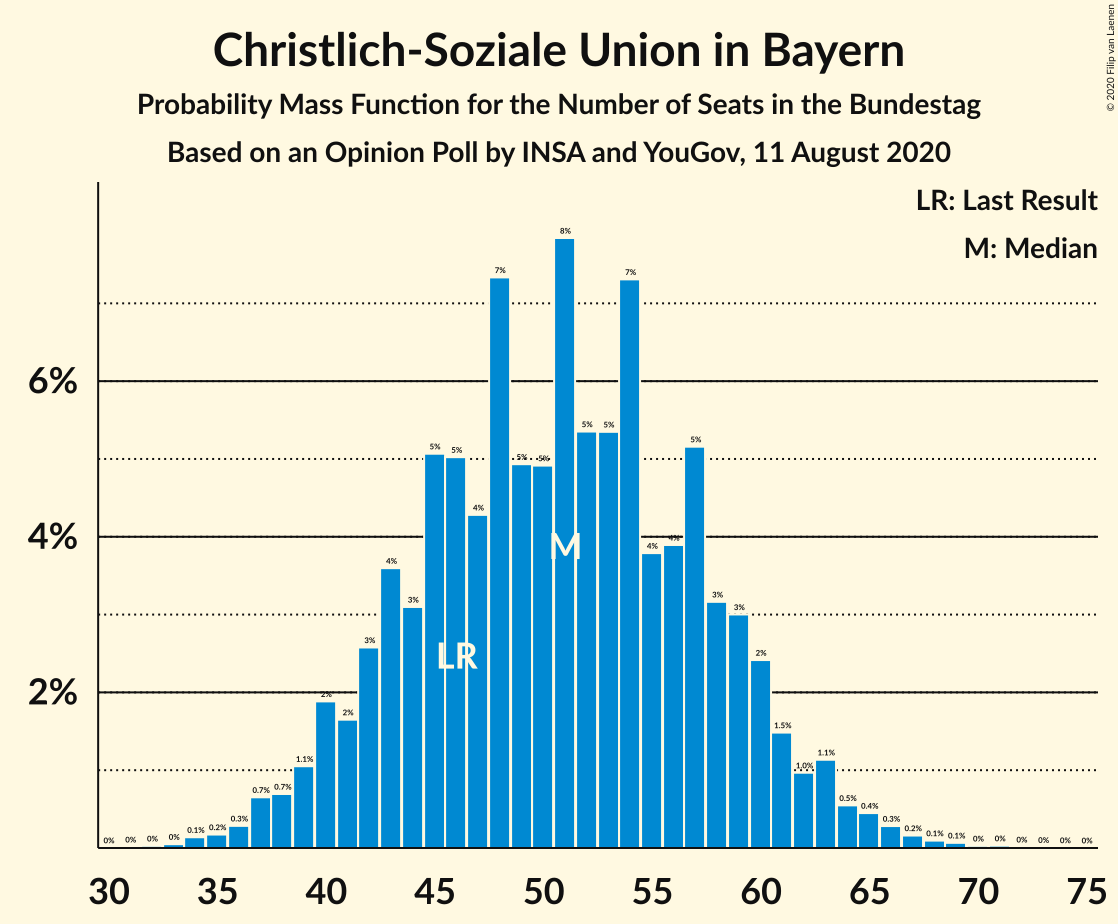 Christlich-Soziale Union in Bayern
Probability Mass Function for the Number of Seats in the Bundestag
Based on an Opinion Poll by INSA and YouGov, 11 August 2020
© 2020 Filip van Laenen
LR: Last Result
M: Median
6%
4%
2%
0% 0% 0% 0% 0.1% 0.2% 0.3% 0.7% 0.7% 1.1% 2% 2% 3% 4% 3% 5% 5% 4% 7% 5% 5% 8% 5% 5% 7% 4% 4% 5% 3% 3% 2% 1.5% 1.0% 1.1% 0.5% 0.4% 0.3% 0.2% 0.1% 0.1% 0% 0% 0% 0% 0% 0%
M
LR
30 35 40 45 50 55 60 65 70 75